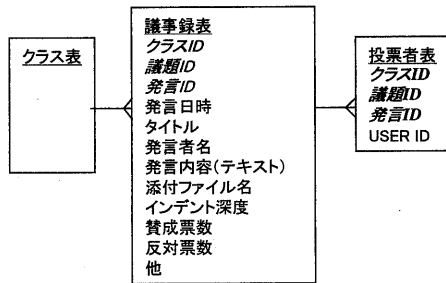 クラス表
議事録表
クラスID
議題ID
発言ID
発言日時
タイトル
発言者名
発言内容(テキスト)
添付ファイル名
インデント深度
賛成票数
反対票数
他
投票者表
クラスID
議題ID
発言ID
USER ID